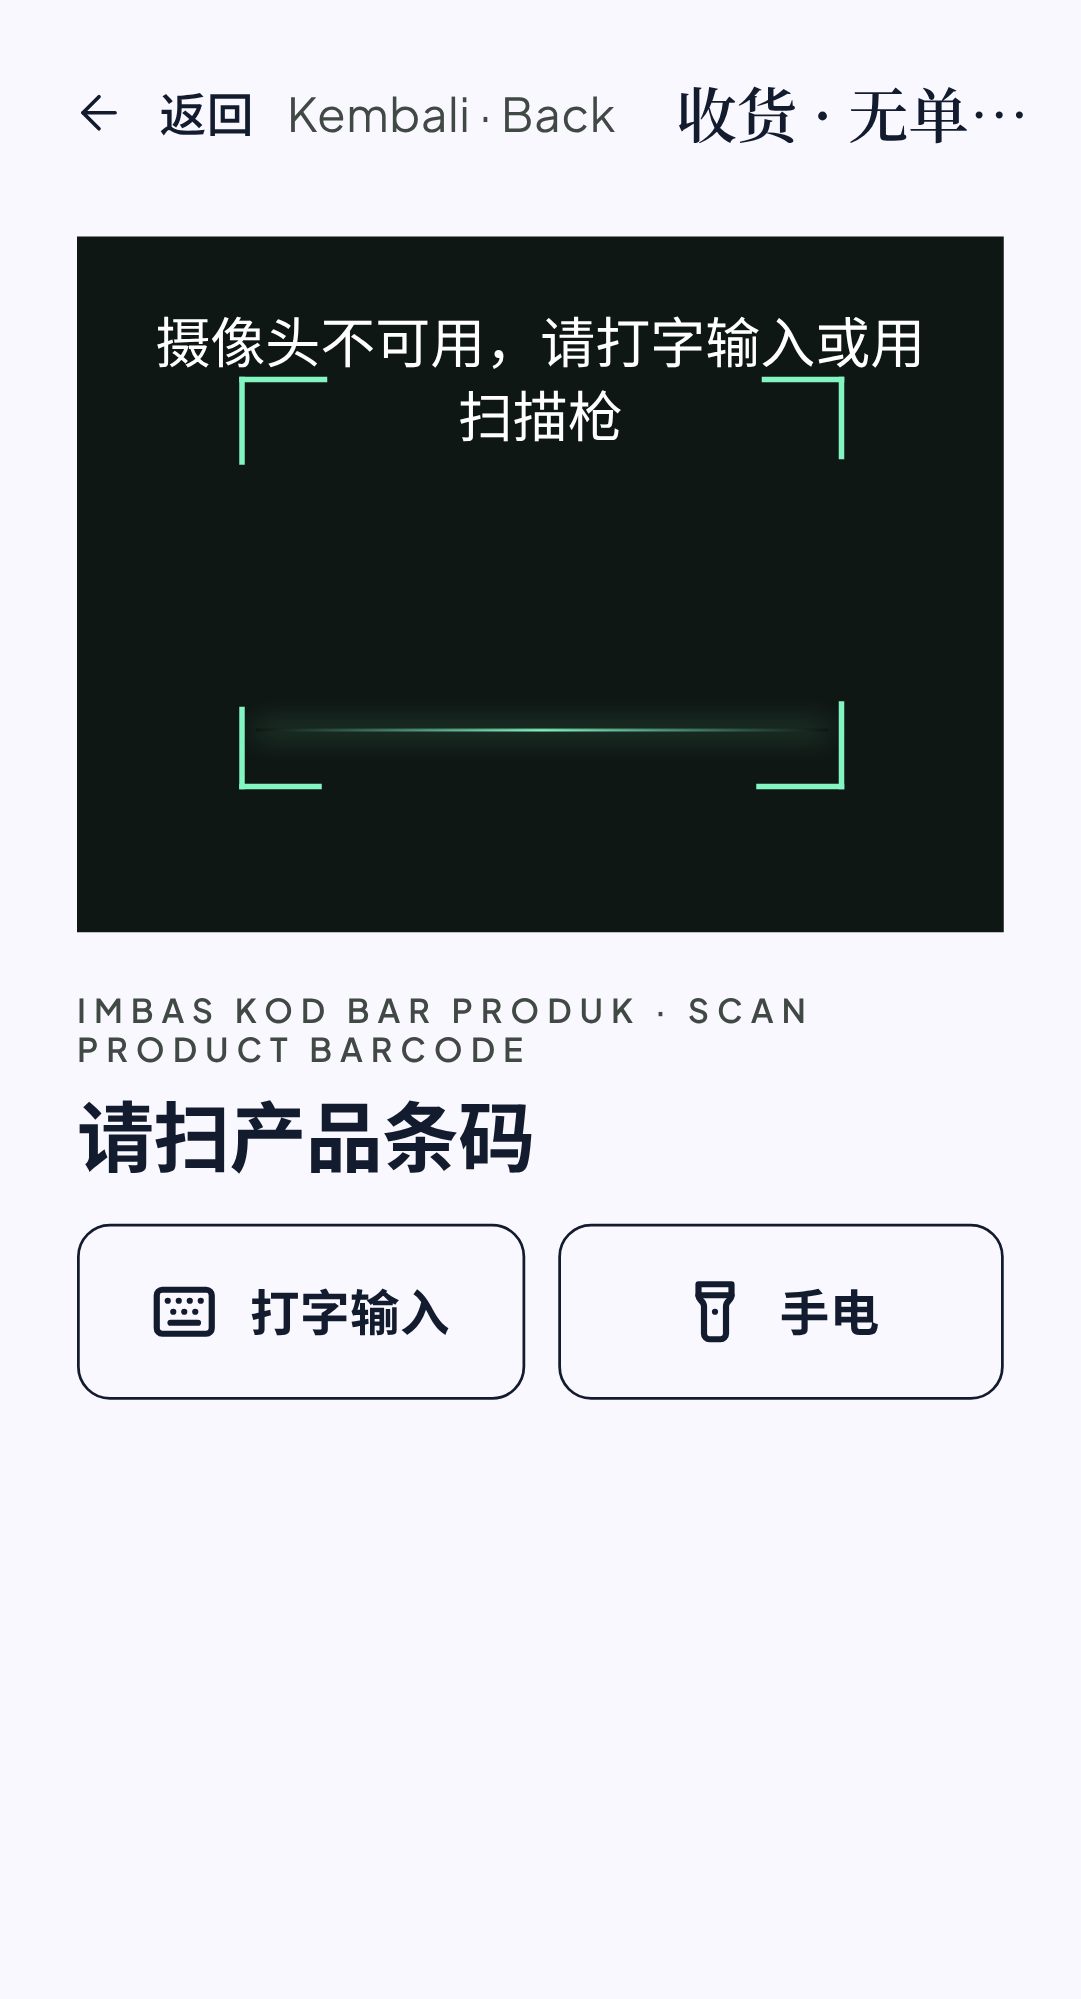 返回 Kembali · Back 收货 · 无单…
摄像头不可用，请打字输入或用
扫描枪
IMBAS KOD BAR PRODUK · SCAN
PRODUCT BARCODE
请扫产品条码
打字输入 手电